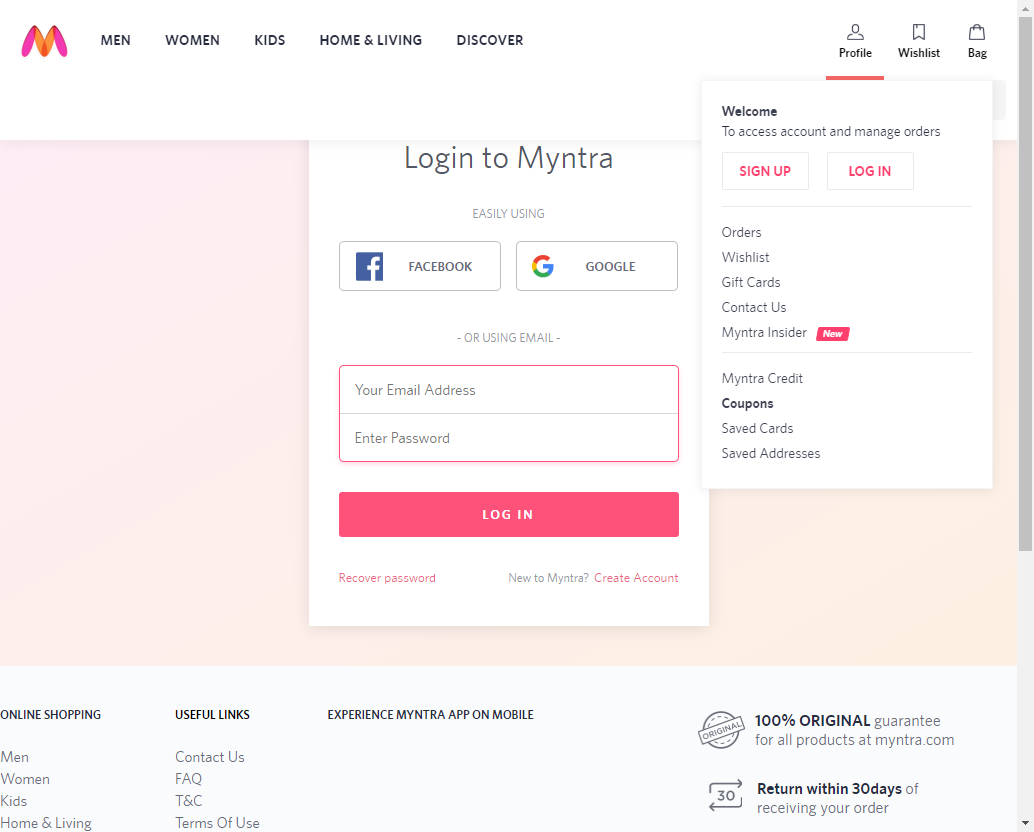 MEN WOMEN KIDS HOME & LIVING DISCOVER
Profile Wishlist Bag
Welcome
To access account and manage orders
SIGN UP LOG IN
Orders
Wishlist
Gift Cards
Contact Us
Myntra Insider New
Myntra Credit
Coupons
Saved Cards
Saved Addresses
Login to Myntra
EASILY USING
FACEBOOK GOOGLE
- OR USING EMAIL -
Your Email Address
Enter Password
LOG IN
Recover password New to Myntra? Create Account
ONLINE SHOPPING
Men
Women
Kids
Home & Living
USEFUL LINKS
Contact Us
FAQ
T&C
Terms Of Use
EXPERIENCE MYNTRA APP ON MOBILE
ORIGINAL
100% ORIGINAL guarantee
for all products at myntra.com
30
Return within 30days of
receiving your order